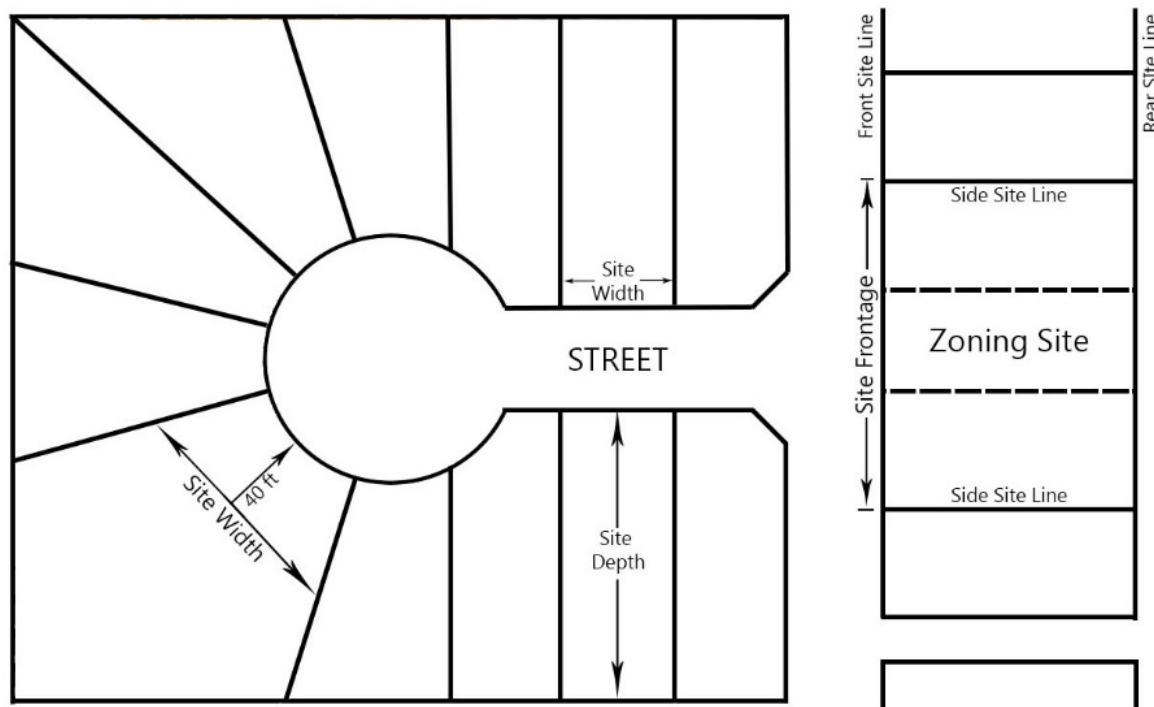 Site
Width
STREET
40 ft
Site Width
Site
Depth
Front Site Line
Rear Site Line
Side Site Line
Site Frontage
Zoning Site
Side Site Line